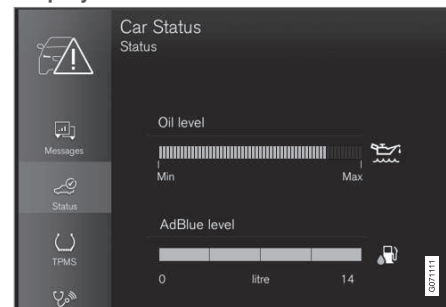 Car Status
Status
Messages
Status
TPMS
Oil level
Min Max
AdBlue level
0 litre 14
G071111